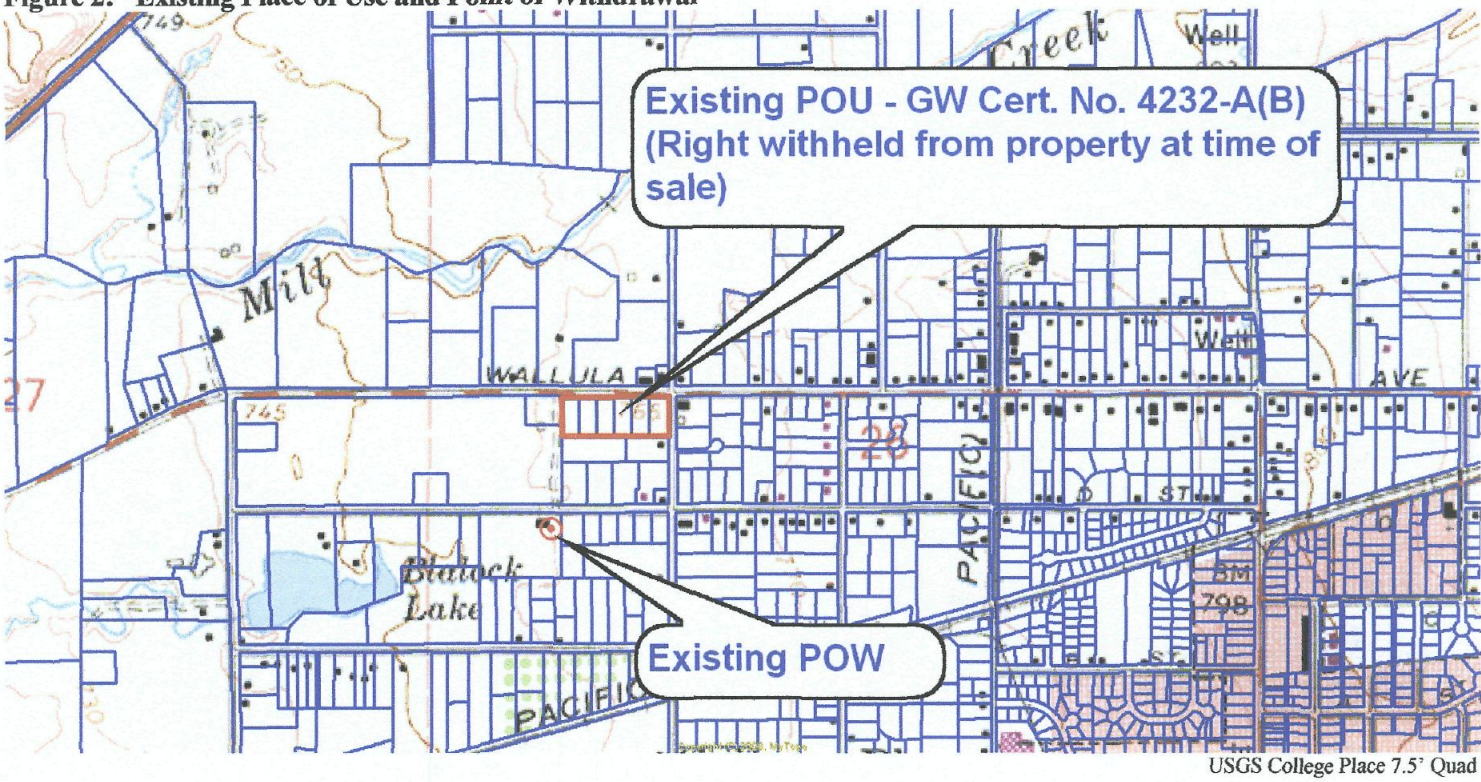 Figure 2: Existing Place of Use and Point of Withdrawal
749
750
Creek
Well
Existing POU - GW Cert. No. 4232-A(B)
(Right withheld from property at time of
sale)
Mill
Well
27
WALLULA
AVE
745
28
PACIFIC
D ST
Blalock
Lake
BM
798
Existing POW
ST
PACIFIC
USGS College Place 7.5' Quad